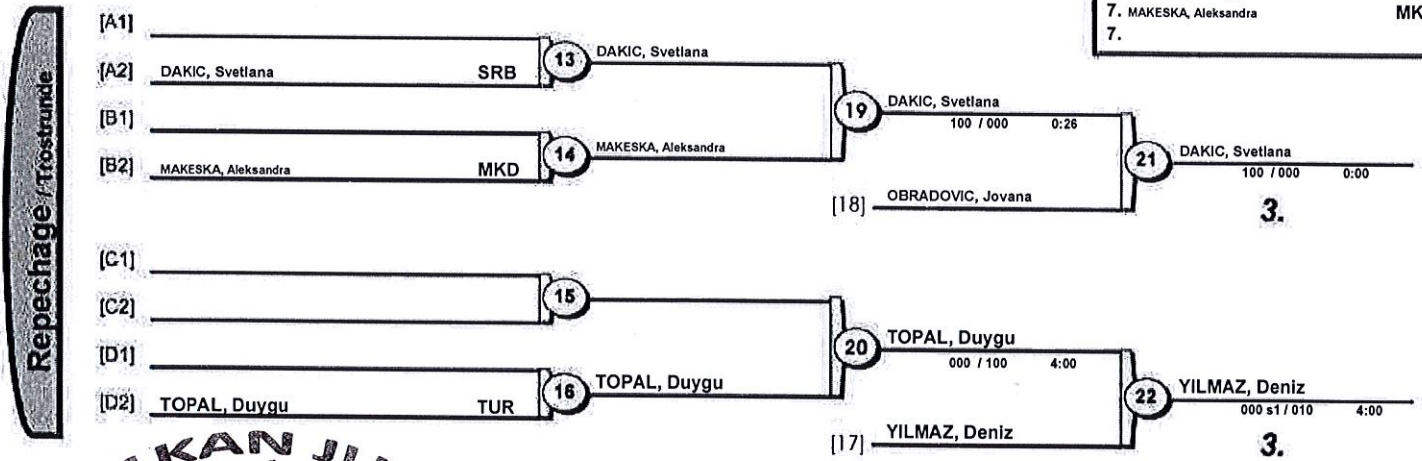 7. MAKESKA, Aleksandra MK
7.
Repechage / Trostrunde
[A1]
[A2] DAKIC, Svetlana SRB
13 DAKIC, Svetlana
[B1]
[B2] MAKESKA, Aleksandra MKD
14 MAKESKA, Aleksandra
19 DAKIC, Svetlana
100 / 000 0:26
[18] OBRADOVIC, Jovana
21 DAKIC, Svetlana
100 / 000 0:00
3.
[C1]
[C2]
15
[D1]
[D2] TOPAL, Duygu TUR
16 TOPAL, Duygu
20 TOPAL, Duygu
000 / 100 4:00
[17] YILMAZ, Deniz
22 YILMAZ, Deniz
000 s1 / 010 4:00
3.
KAN JU